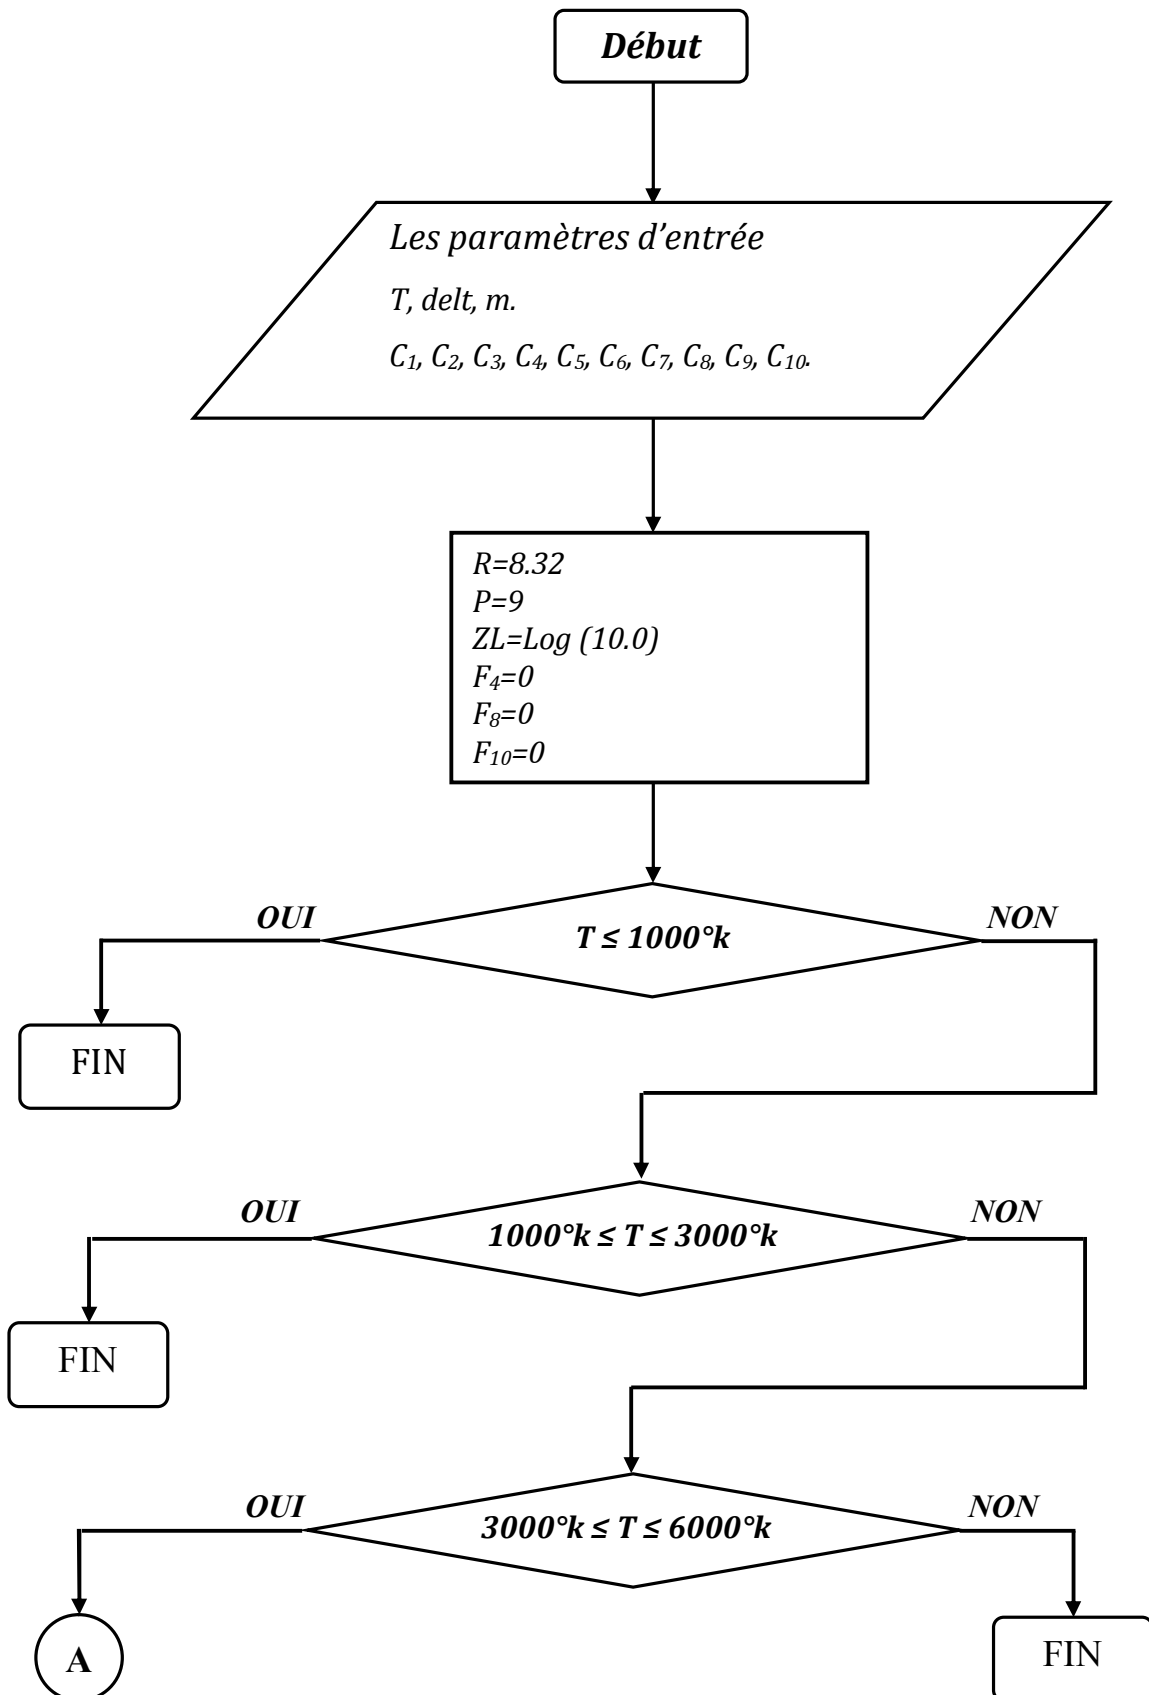 Début
Les paramètres d'entrée
T, delt, m.
C₁, C₂, C₃, C₄, C₅, C₆, C₇, C₈, C₉, C₁₀.
R=8.32
P=9
ZL=Log (10.0)
F₄=0
F₈=0
F₁₀=0
OUI
T ≤ 1000°k
NON
FIN
OUI
1000°k ≤ T ≤ 3000°k
NON
FIN
OUI
3000°k ≤ T ≤ 6000°k
NON
A
FIN